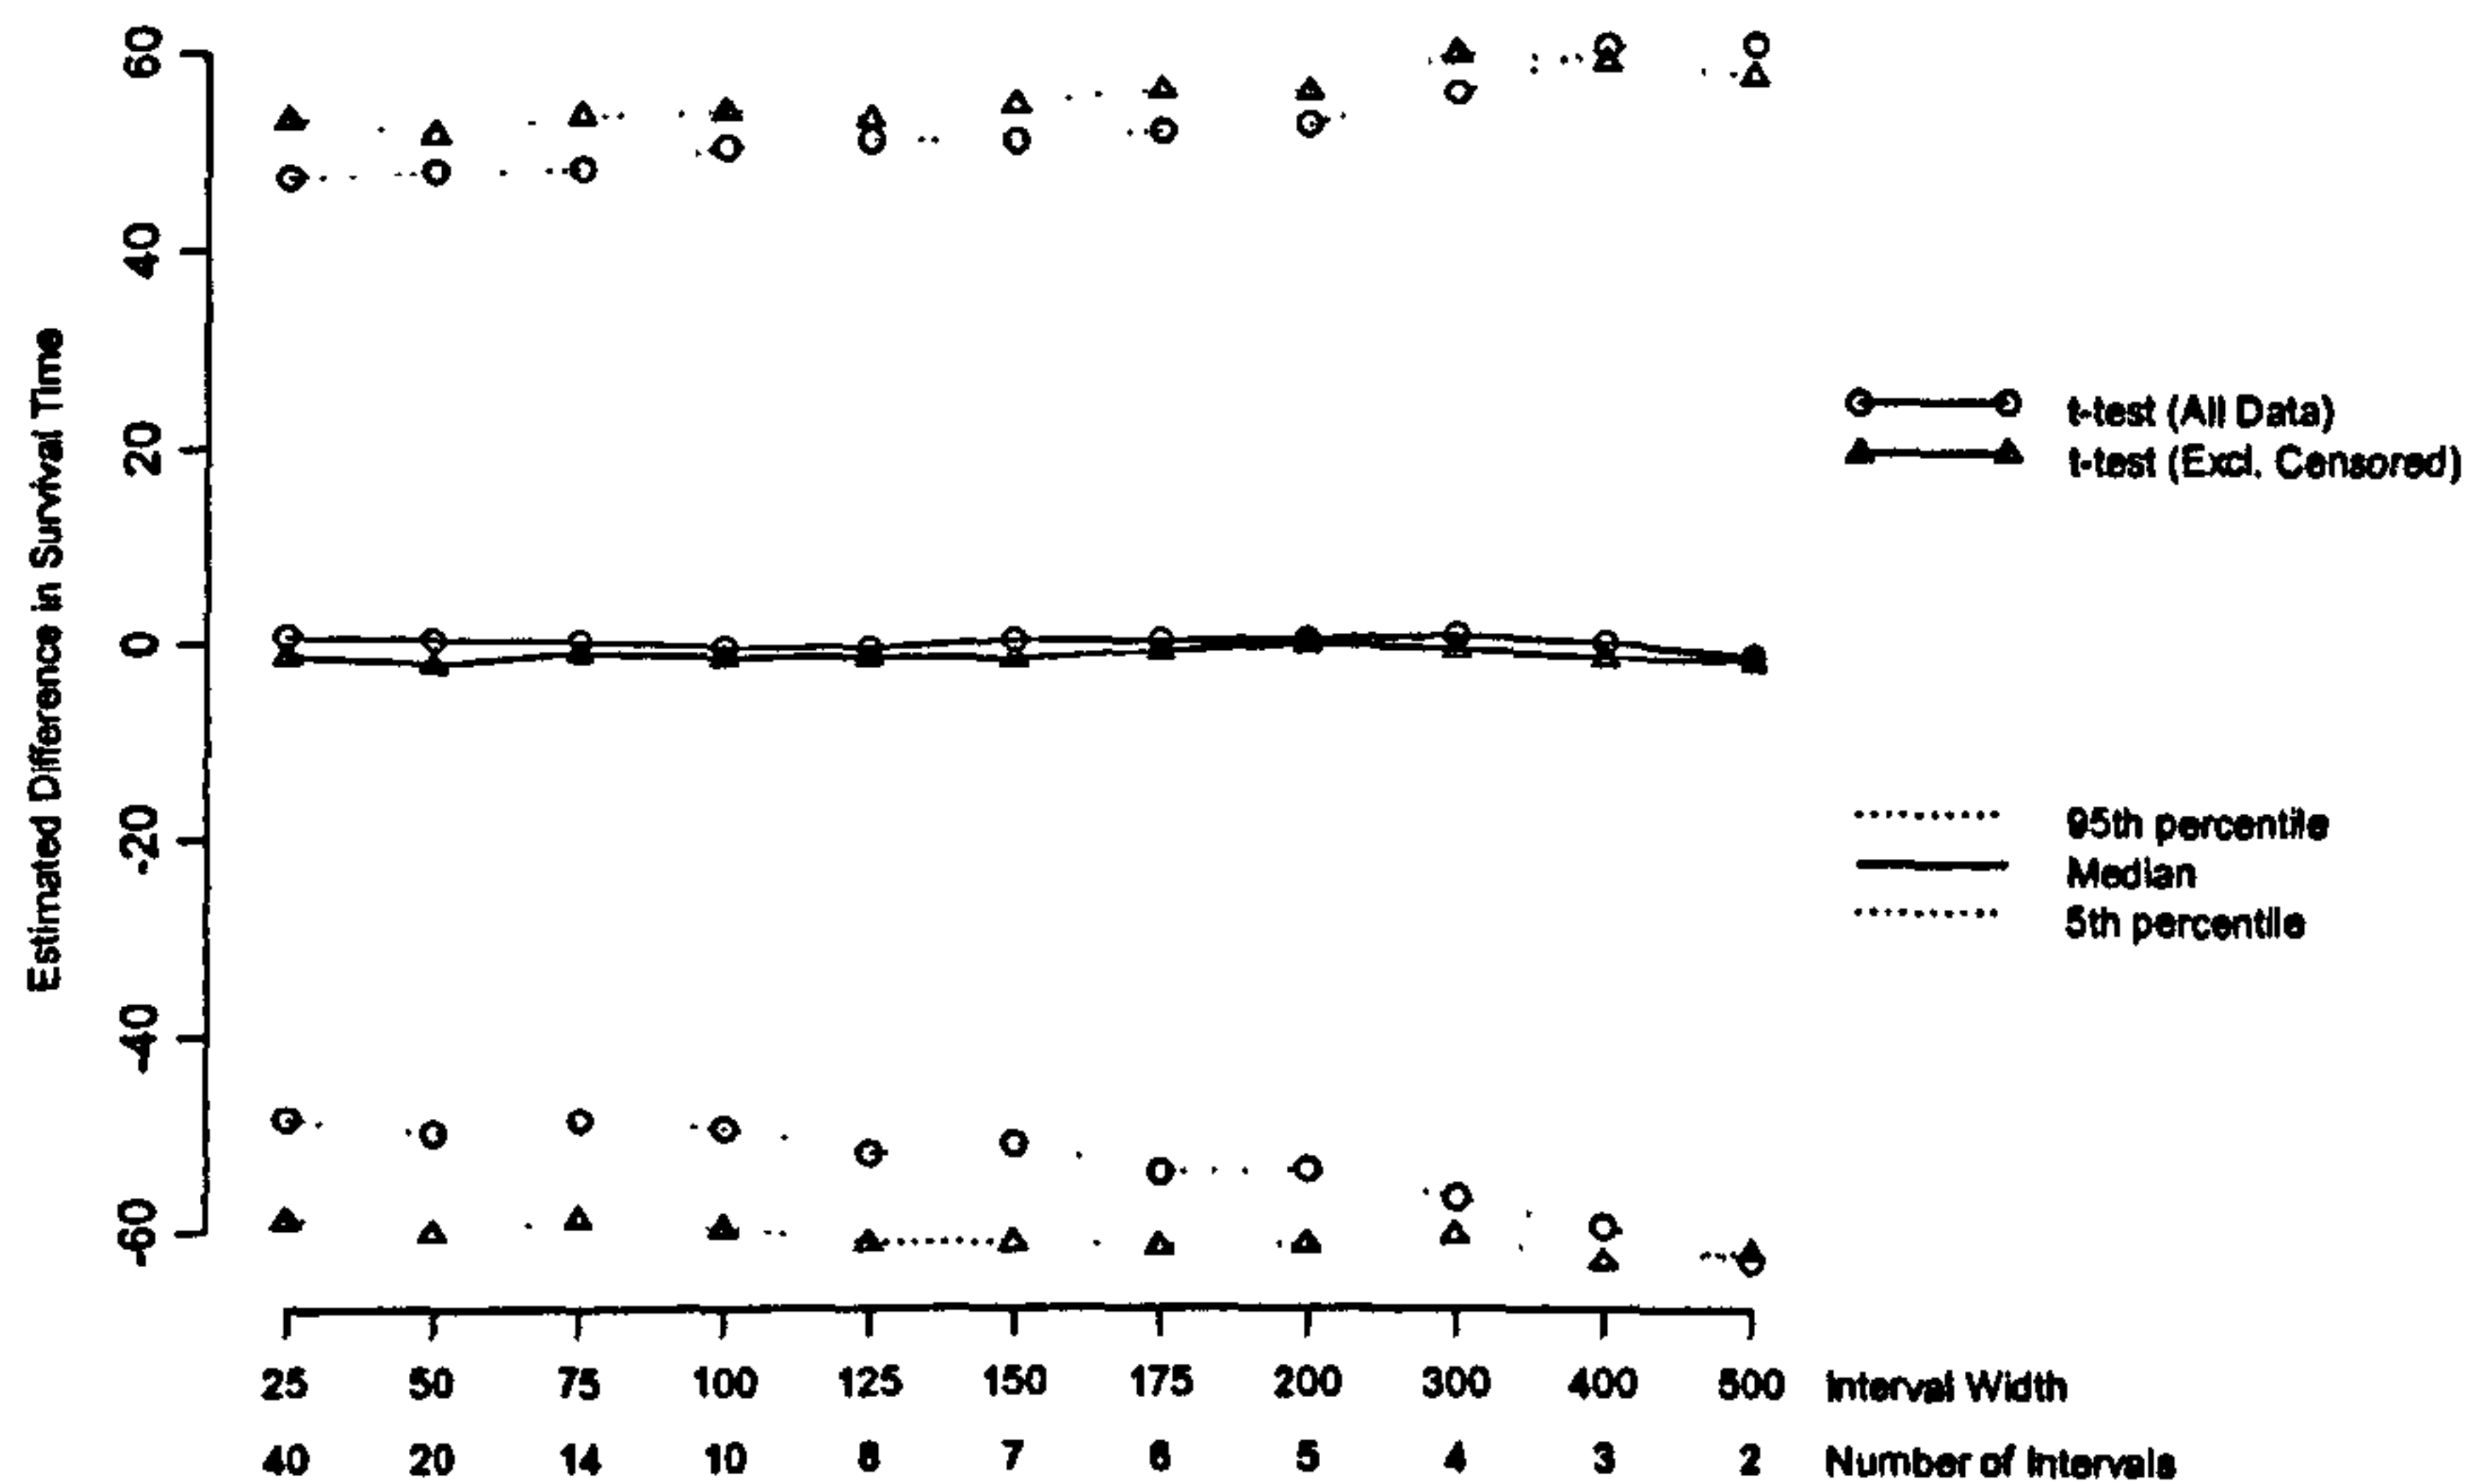 Estimated Difference in Survival Time
60
40
20
0
-20
-40
-60
t-test (All Data)
t-test (Excl. Censored)
95th percentile
Median
5th percentile
25 50 75 100 125 150 175 200 300 400 500 Interval Width
40 20 14 10 8 7 6 5 4 3 2 Number of Intervals